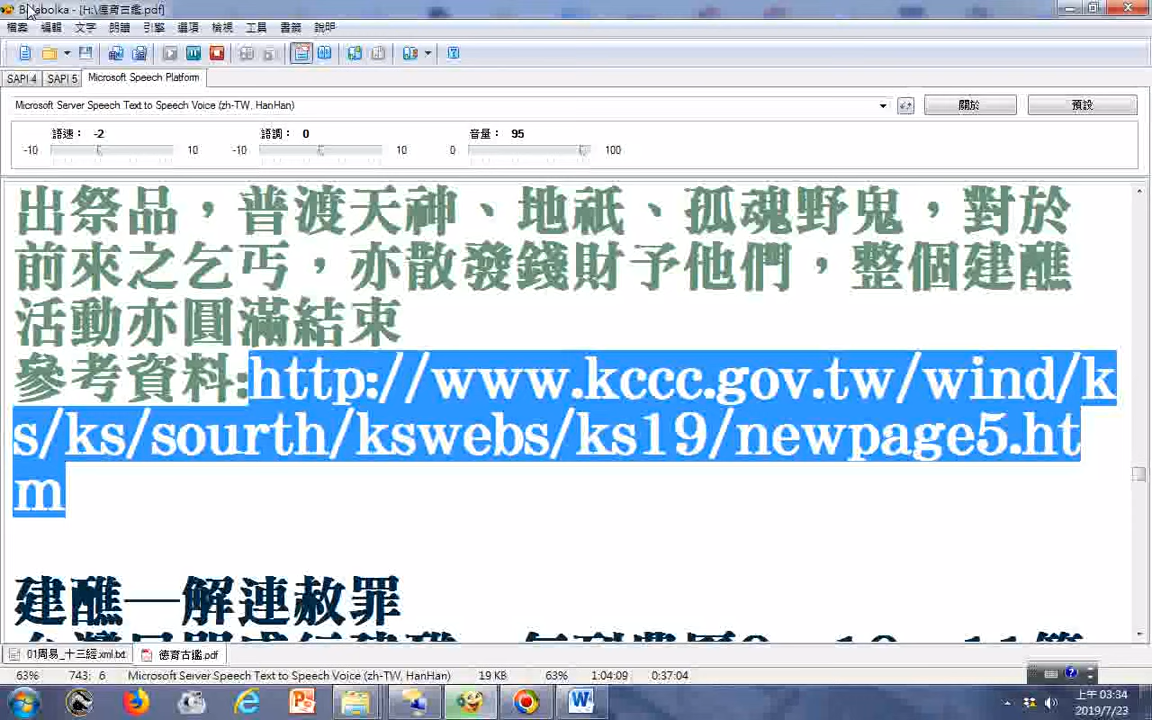 Balabolka - [H:\德育古鑑.pdf]
檔案 編輯 文字 朗讀 引擎 選項 檢視 工具 書籤 說明
SAPI 4 SAPI 5 Microsoft Speech Platform
Microsoft Server Speech Text to Speech Voice (zh-TW, HanHan) 關於 預設
語速： -2 語調： 0 音量： 95
-10 10 -10 10 0 100
出祭品，普渡天神、地祇、孤魂野鬼，對於
前來之乞丐，亦散發錢財予他們，整個建醮
活動亦圓滿結束
參考資料:http://www.kccc.gov.tw/wind/k
s/ks/sourth/kswebs/ks19/newpage5.ht
m
建醮—解連赦罪
01周易_十三經.xml.txt 德育古鑑.pdf
63% 743: 6 Microsoft Server Speech Text to Speech Voice (zh-TW, HanHan) 19 KB 63% 1:04:09 0:37:04
上午 03:34
2019/7/23